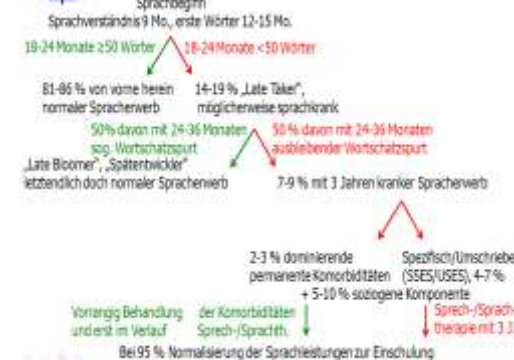 Sprachbeginn
Sprachverständnis 9 Mo., erste Wörter 12-15 Mo.
18-24 Monate ≥50 Wörter
18-24 Monate <50 Wörter
81-86 % von vorne herein
normaler Spracherwerb
14-19 % „Late Taker",
möglicherweise sprachkrank
50% davon mit 24-36 Monaten
sog. Wortschatzspurt
50 % davon mit 24-36 Monaten
ausbleibender Wortschatzspurt
„Late Bloomer", „Spätentwickler"
letztendlich doch normaler Spracherwerb
7-9 % mit 3 Jahren kranker Spracherwerb
2-3 % dominierende
permanente Komorbiditäten
Spezifisch/Umschriebe
(SSES/USES), 4-7 %
+ 5-10 % soziogene Komponente
Vorrangig Behandlung der Komorbiditäten
und erst im Verlauf Sprech-/Sprachth.
Sprech-/Sprach-
therapie mit 3 J
Bei 95 % Normalisierung der Sprachleistungen zur Einschulung